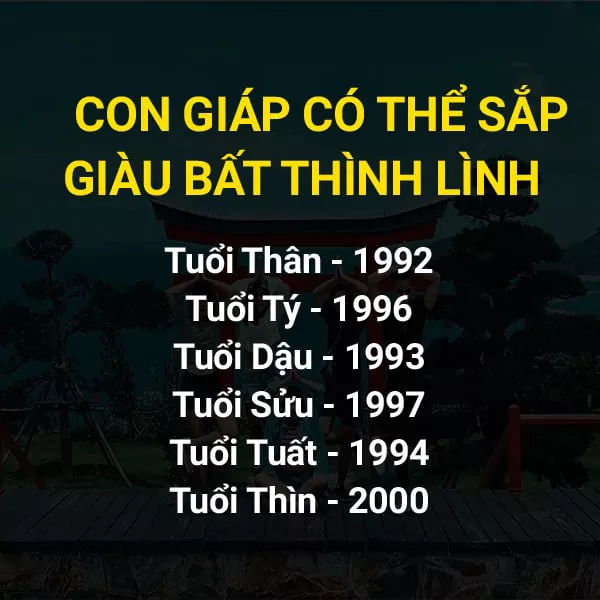 CON GIÁP CÓ THỂ SẮP
GIÀU BẤT THÌNH LÌNH
Tuổi Thân - 1992
Tuổi Tý - 1996
Tuổi Dậu - 1993
Tuổi Sửu - 1997
Tuổi Tuất - 1994
Tuổi Thìn - 2000